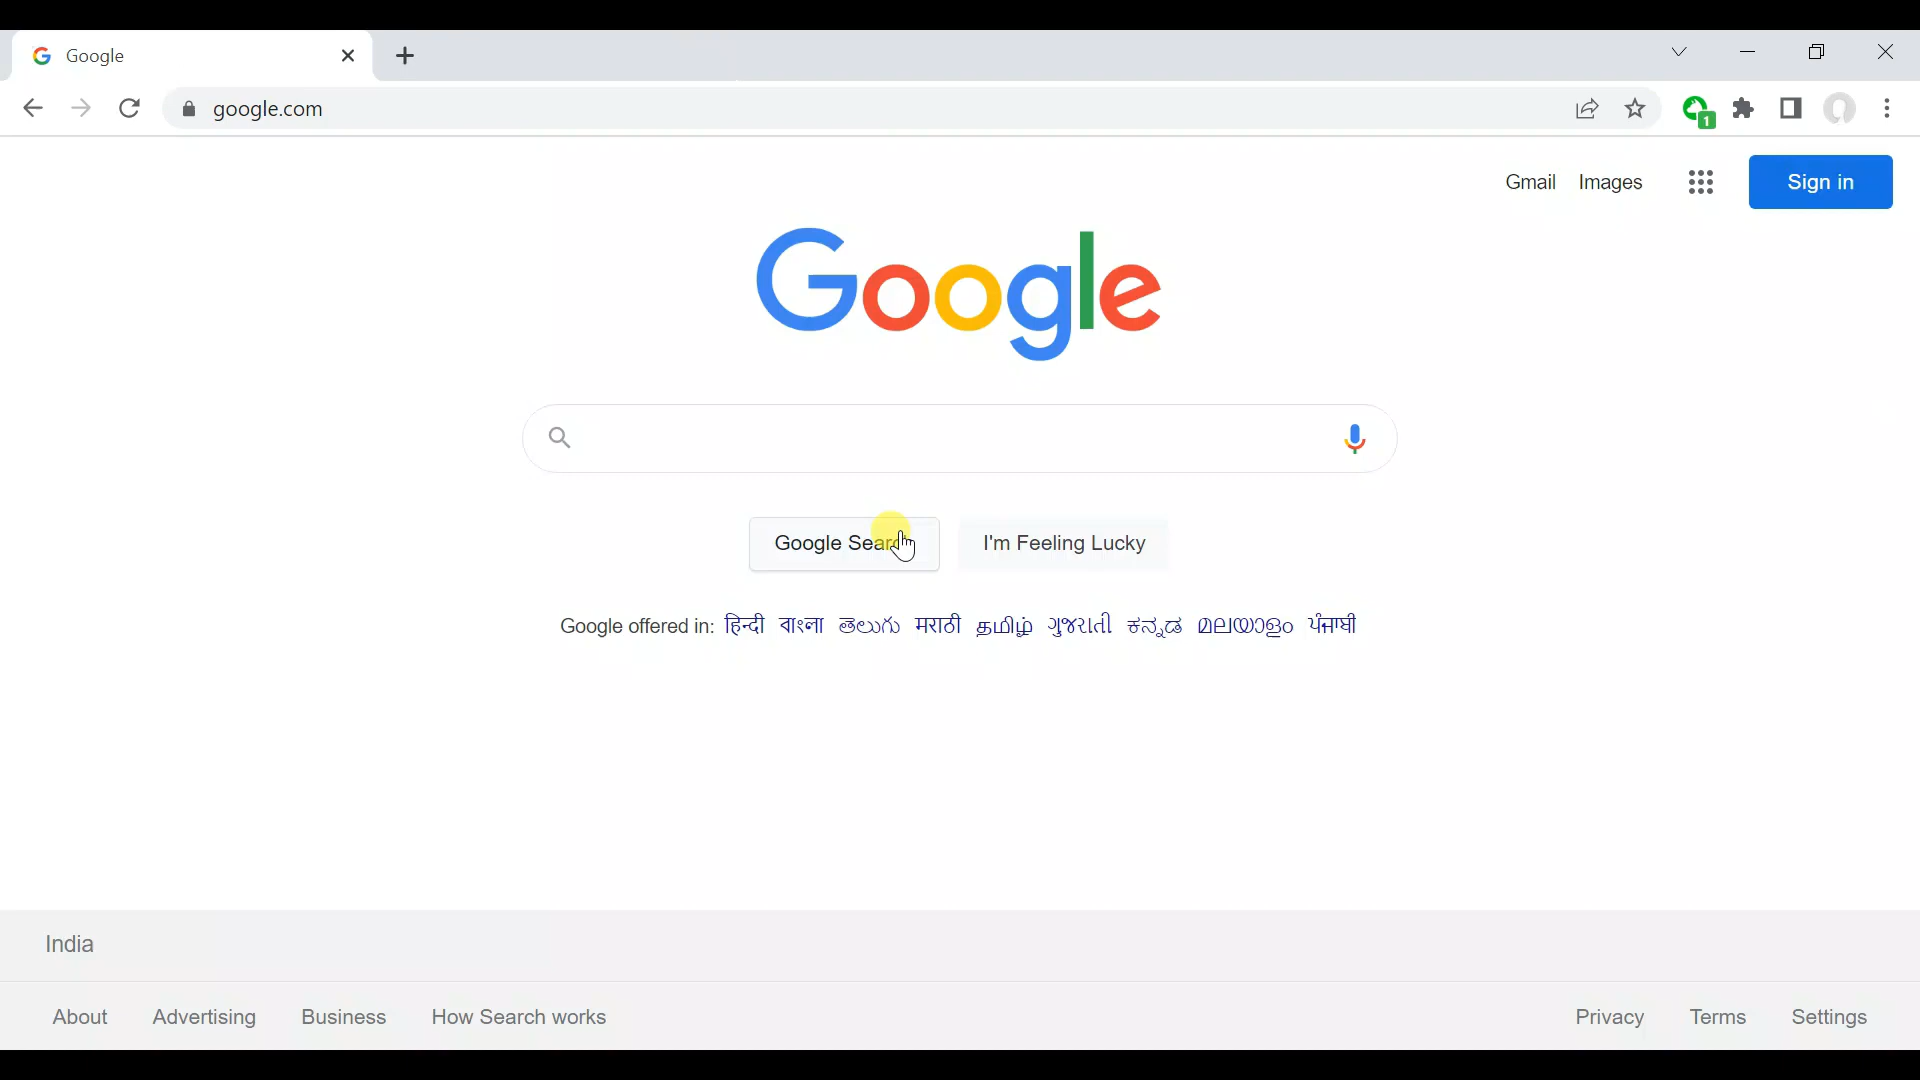 Google
google.com
1
Gmail Images Sign in
Google
Google Search I'm Feeling Lucky
Google offered in: हिन्दी বাংলা తెలుగు मराठी தமிழ் ગુજરાતી ಕನ್ನಡ മലയാളം ਪੰਜਾਬੀ
India
About Advertising Business How Search works Privacy Terms Settings